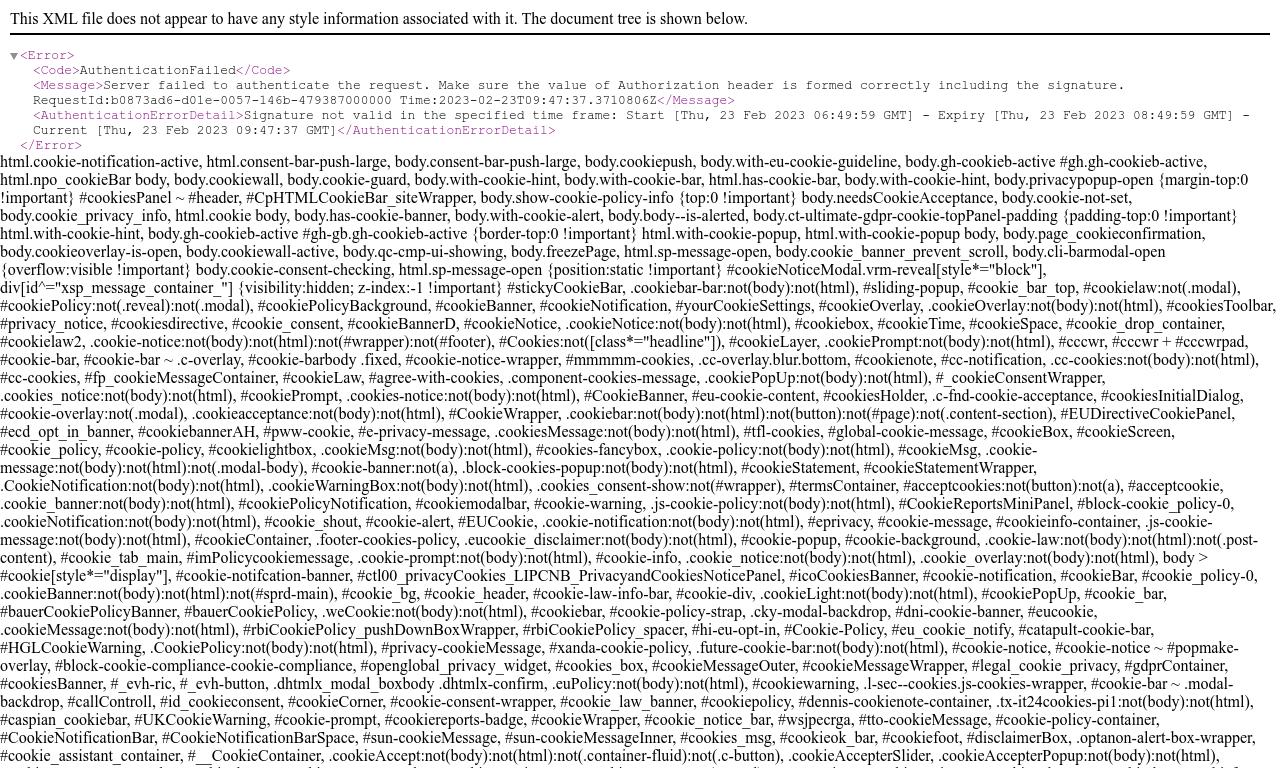 This XML file does not appear to have any style information associated with it. The document tree is shown below.
▼<Error>
<Code>AuthenticationFailed</Code>
<Message>Server failed to authenticate the request. Make sure the value of Authorization header is formed correctly including the signature.
RequestId:b0873ad6-d01e-0057-146b-479387000000 Time:2023-02-23T09:47:37.3710806Z</Message>
<AuthenticationErrorDetail>Signature not valid in the specified time frame: Start [Thu, 23 Feb 2023 06:49:59 GMT] - Expiry [Thu, 23 Feb 2023 08:49:59 GMT] -
Current [Thu, 23 Feb 2023 09:47:37 GMT]</AuthenticationErrorDetail>
</Error>
html.cookie-notification-active, html.consent-bar-push-large, body.consent-bar-push-large, body.cookiepush, body.with-eu-cookie-guideline, body.gh-cookieb-active #gh.gh-cookieb-active,
html.npo_cookieBar body, body.cookiewall, body.cookie-guard, body.with-cookie-hint, body.with-cookie-bar, html.has-cookie-bar, body.with-cookie-hint, body.privacypopup-open {margin-top:0
!important} #cookiesPanel ~ #header, #CpHTMLCookieBar_siteWrapper, body.show-cookie-policy-info {top:0 !important} body.needsCookieAcceptance, body.cookie-not-set,
body.cookie_privacy_info, html.cookie body, body.has-cookie-banner, body.with-cookie-alert, body.body--is-alerted, body.ct-ultimate-gdpr-cookie-topPanel-padding {padding-top:0 !important}
html.with-cookie-hint, body.gh-cookieb-active #gh-gb.gh-cookieb-active {border-top:0 !important} html.with-cookie-popup, html.with-cookie-popup body, body.page_cookieconfirmation,
body.cookieoverlay-is-open, body.cookiewall-active, body.qc-cmp-ui-showing, body.freezePage, html.sp-message-open, body.cookie_banner_prevent_scroll, body.cli-barmodal-open
{overflow:visible !important} body.cookie-consent-checking, html.sp-message-open {position:static !important} #cookieNoticeModal.vrm-reveal[style*="block"],
div[id^="xsp_message_container_"] {visibility:hidden; z-index:-1 !important} #stickyCookieBar, .cookiebar-bar:not(body):not(html), #sliding-popup, #cookie_bar_top, #cookielaw:not(.modal),
#cookiePolicy:not(.reveal):not(.modal), #cookiePolicyBackground, #cookieBanner, #cookieNotification, #yourCookieSettings, #cookieOverlay, .cookieOverlay:not(body):not(html), #cookiesToolbar,
#privacy_notice, #cookiesdirective, #cookie_consent, #cookieBannerD, #cookieNotice, .cookieNotice:not(body):not(html), #cookiebox, #cookieTime, #cookieSpace, #cookie_drop_container,
#cookielaw2, .cookie-notice:not(body):not(html):not(#wrapper):not(#footer), #Cookies:not([class*="headline"]), #cookieLayer, .cookiePrompt:not(body):not(html), #cccwr, #cccwr + #cccwrpad,
#cookie-bar, #cookie-bar ~ .c-overlay, #cookie-barbody .fixed, #cookie-notice-wrapper, #mmmmm-cookies, .cc-overlay.blur.bottom, #cookienote, #cc-notification, .cc-cookies:not(body):not(html),
#cc-cookies, #fp_cookieMessageContainer, #cookieLaw, #agree-with-cookies, .component-cookies-message, .cookiePopUp:not(body):not(html), #_cookieConsentWrapper,
.cookies_notice:not(body):not(html), #cookiePrompt, .cookies-notice:not(body):not(html), #CookieBanner, #eu-cookie-content, #cookiesHolder, .c-fnd-cookie-acceptance, #cookiesInitialDialog,
#cookie-overlay:not(.modal), .cookieacceptance:not(body):not(html), #CookieWrapper, .cookiebar:not(body):not(html):not(button):not(#page):not(.content-section), #EUDirectiveCookiePanel,
#ecd_opt_in_banner, #cookiebannerAH, #pww-cookie, #e-privacy-message, .cookiesMessage:not(body):not(html), #tfl-cookies, #global-cookie-message, #cookieBox, #cookieScreen,
#cookie_policy, #cookie-policy, #cookielightbox, .cookieMsg:not(body):not(html), #cookies-fancybox, .cookie-policy:not(body):not(html), #cookieMsg, .cookie-
message:not(body):not(html):not(.modal-body), #cookie-banner:not(a), .block-cookies-popup:not(body):not(html), #cookieStatement, #cookieStatementWrapper,
.CookieNotification:not(body):not(html), .cookieWarningBox:not(body):not(html), .cookies_consent-show:not(#wrapper), #termsContainer, #acceptcookies:not(button):not(a), #acceptcookie,
.cookie_banner:not(body):not(html), #cookiePolicyNotification, #cookiemodalbar, #cookie-warning, .js-cookie-policy:not(body):not(html), #CookieReportsMiniPanel, #block-cookie_policy-0,
.cookieNotification:not(body):not(html), #cookie_shout, #cookie-alert, #EUCookie, .cookie-notification:not(body):not(html), #eprivacy, #cookie-message, #cookieinfo-container, .js-cookie-
message:not(body):not(html), #cookieContainer, .footer-cookies-policy, .eucookie_disclaimer:not(body):not(html), #cookie-popup, #cookie-background, .cookie-law:not(body):not(html):not(.post-
content), #cookie_tab_main, #imPolicycookiemessage, .cookie-prompt:not(body):not(html), #cookie-info, .cookie_notice:not(body):not(html), .cookie_overlay:not(body):not(html), body >
#cookie[style*="display"], #cookie-notifcation-banner, #ctl00_privacyCookies_LIPCNB_PrivacyandCookiesNoticePanel, #icoCookiesBanner, #cookie-notification, #cookieBar, #cookie_policy-0,
.cookieBanner:not(body):not(html):not(#sprd-main), #cookie_bg, #cookie_header, #cookie-law-info-bar, #cookie-div, .cookieLight:not(body):not(html), #cookiePopUp, #cookie_bar,
#bauerCookiePolicyBanner, #bauerCookiePolicy, .weCookie:not(body):not(html), #cookiebar, #cookie-policy-strap, .cky-modal-backdrop, #dni-cookie-banner, #eucookie,
.cookieMessage:not(body):not(html), #rbiCookiePolicy_pushDownBoxWrapper, #rbiCookiePolicy_spacer, #hi-eu-opt-in, #Cookie-Policy, #eu_cookie_notify, #catapult-cookie-bar,
#HGLCookieWarning, .CookiePolicy:not(body):not(html), #privacy-cookieMessage, #xanda-cookie-policy, .future-cookie-bar:not(body):not(html), #cookie-notice, #cookie-notice ~ #popmake-
overlay, #block-cookie-compliance-cookie-compliance, #openglobal_privacy_widget, #cookies_box, #cookieMessageOuter, #cookieMessageWrapper, #legal_cookie_privacy, #gdprContainer,
#cookiesBanner, #_evh-ric, #_evh-button, .dhtmlx_modal_boxbody .dhtmlx-confirm, .euPolicy:not(body):not(html), #cookiewarning, .l-sec--cookies.js-cookies-wrapper, #cookie-bar ~ .modal-
backdrop, #callControll, #id_cookieconsent, #cookieCorner, #cookie-consent-wrapper, #cookie_law_banner, #cookiepolicy, #dennis-cookienote-container, .tx-it24cookies-pi1:not(body):not(html),
#caspian_cookiebar, #UKCookieWarning, #cookie-prompt, #cookiereports-badge, #cookieWrapper, #cookie_notice_bar, #wsjpecrga, #tto-cookieMessage, #cookie-policy-container,
#CookieNotificationBar, #CookieNotificationBarSpace, #sun-cookieMessage, #sun-cookieMessageInner, #cookies_msg, #cookieok_bar, #cookiefoot, #disclaimerBox, .optanon-alert-box-wrapper,
#cookie_assistant_container, #__CookieContainer, .cookieAccept:not(body):not(html):not(.container-fluid):not(.c-button), .cookieAccepterSlider, .cookieAccepterPopup:not(body):not(html),